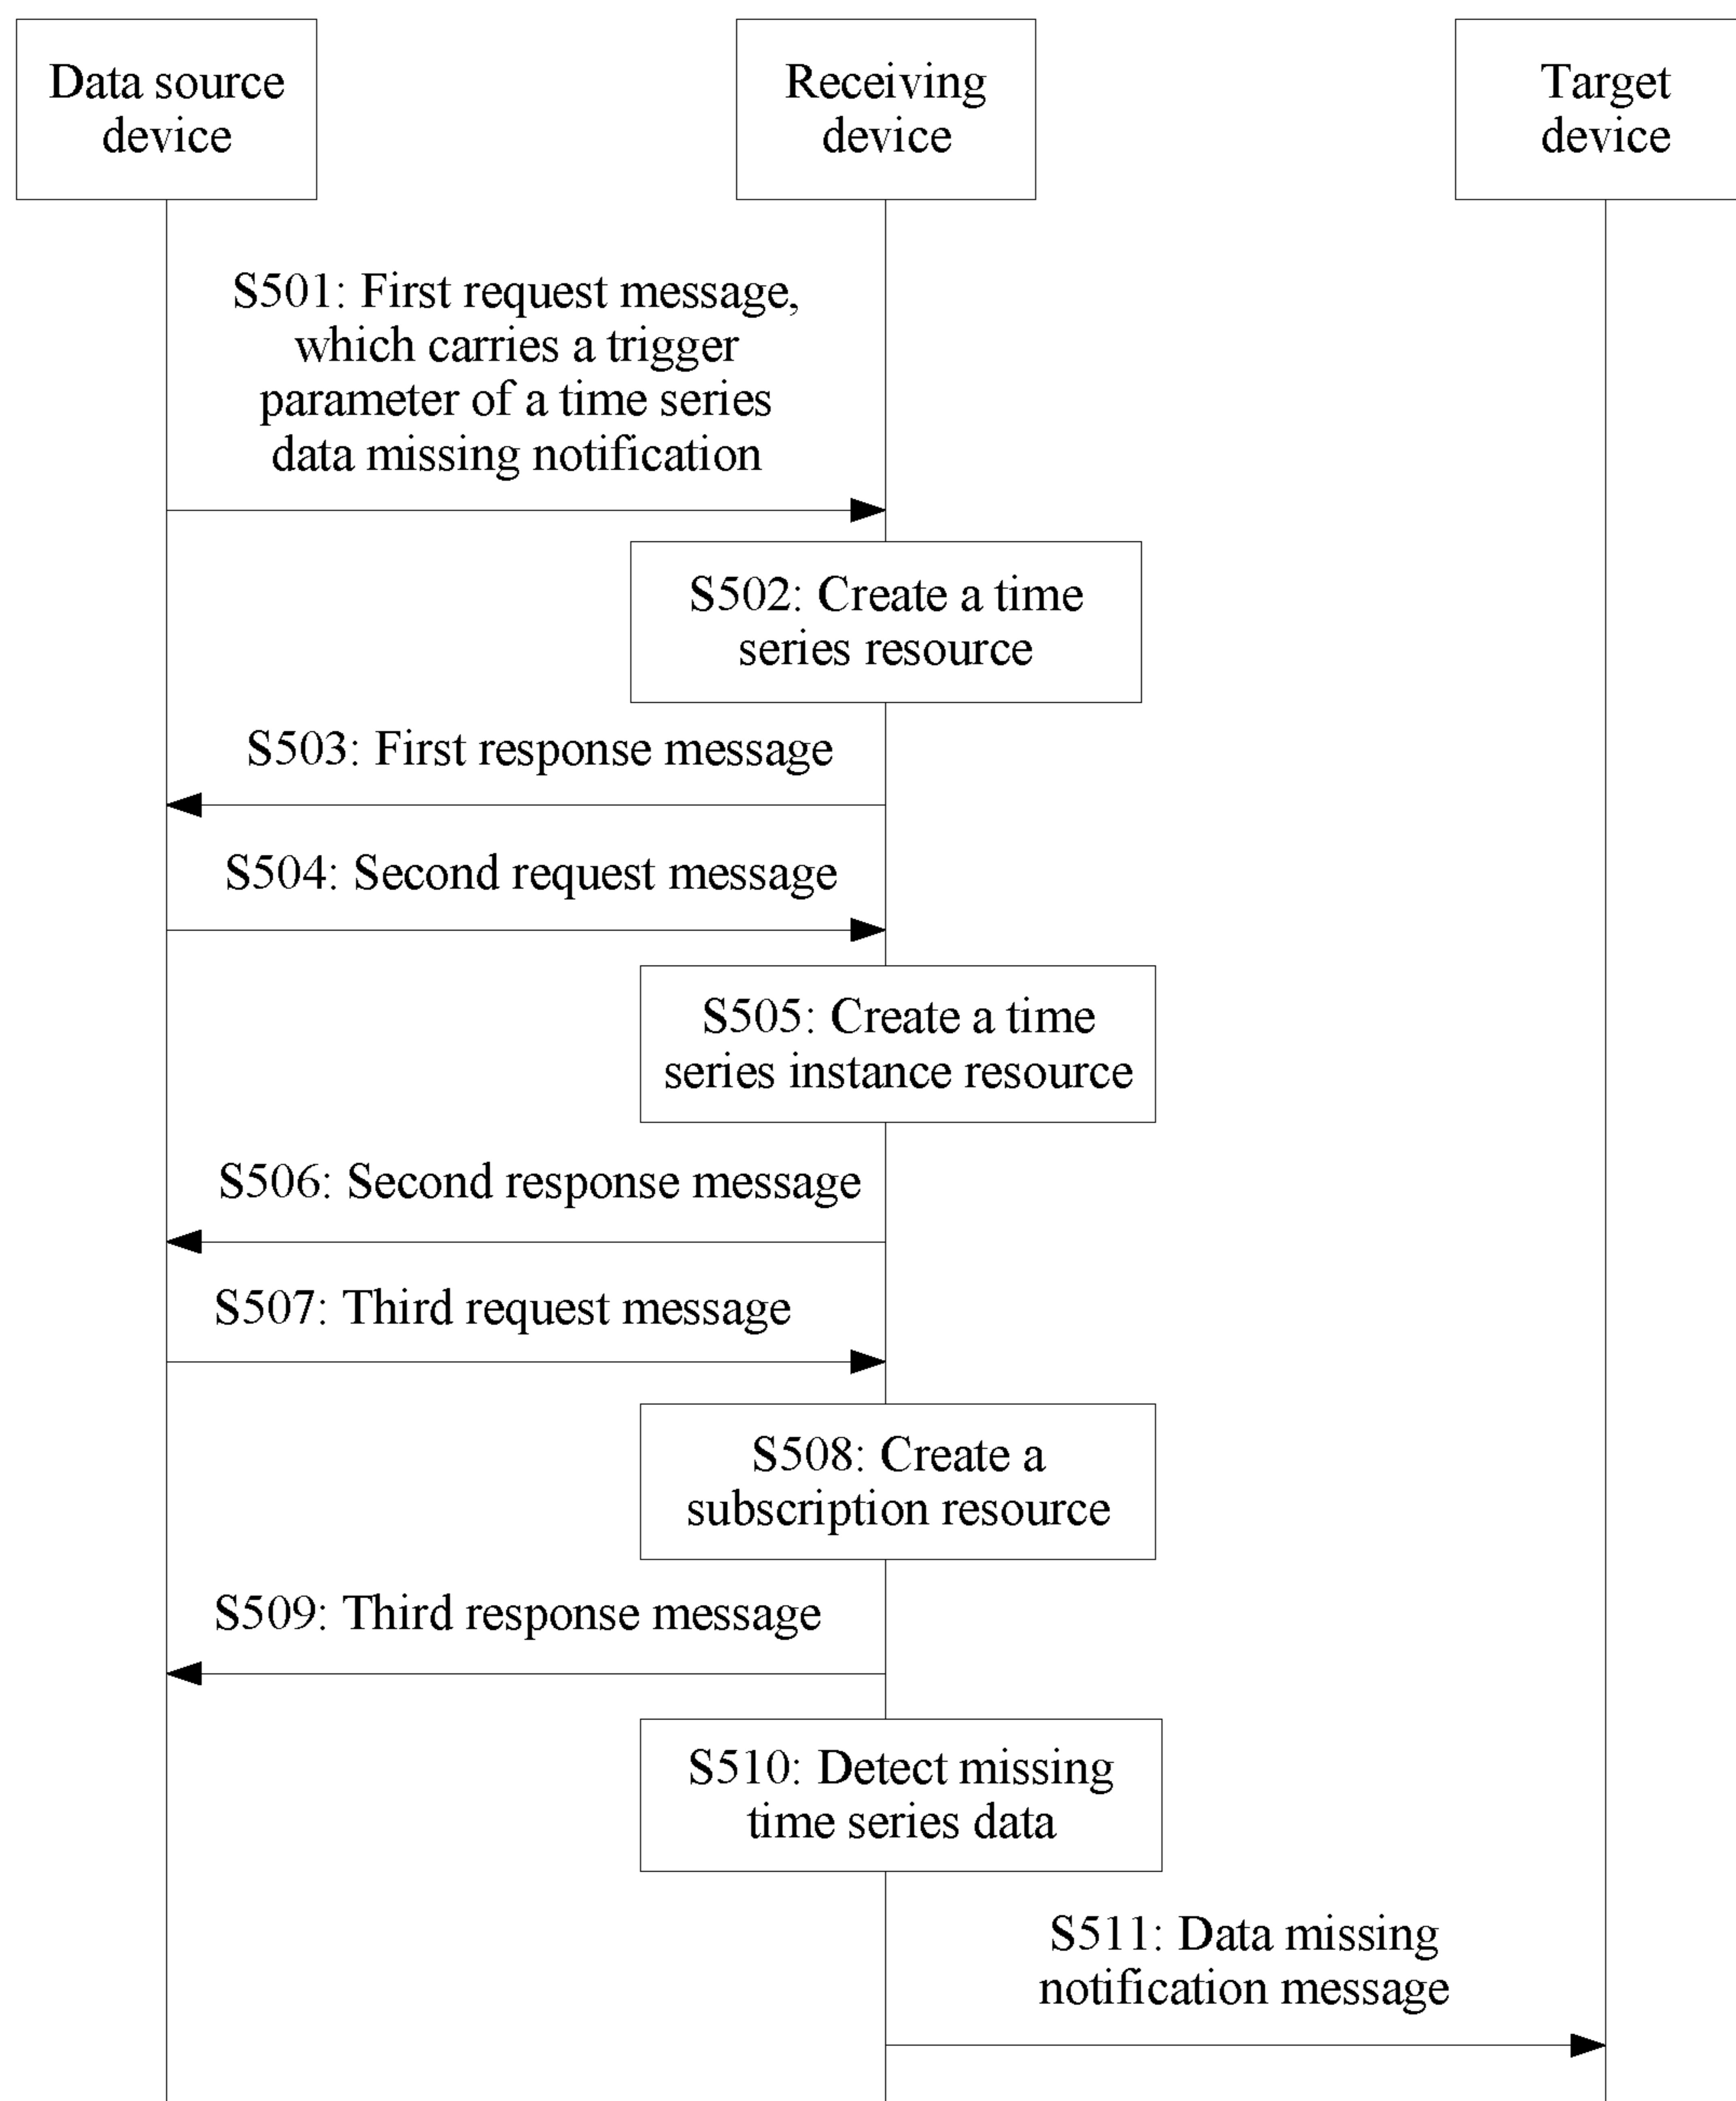 Data source
device
Receiving
device
Target
device
S501: First request message,
which carries a trigger
parameter of a time series
data missing notification
S502: Create a time
series resource
S503: First response message
S504: Second request message
S505: Create a time
series instance resource
S506: Second response message
S507: Third request message
S508: Create a
subscription resource
S509: Third response message
S510: Detect missing
time series data
S511: Data missing
notification message